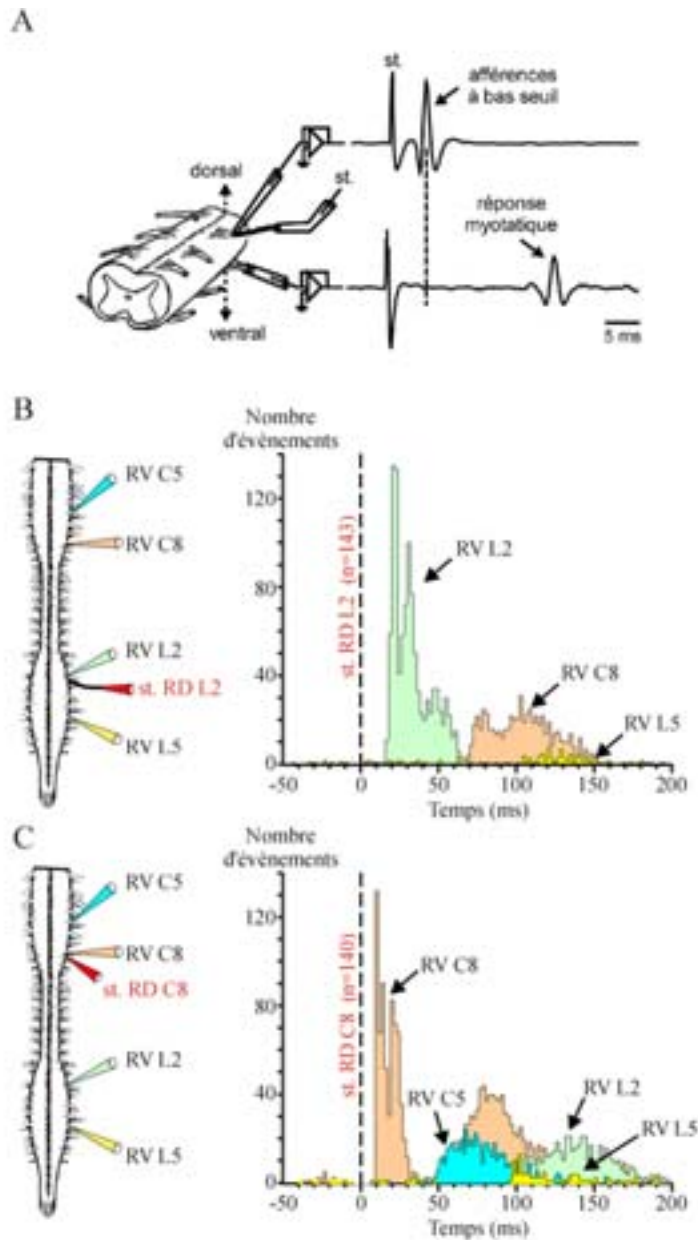 A
st.
afférences
à bas seuil
dorsal
st.
réponse
myotatique
ventral
5 ms
B
Nombre
d'évènements
RV C5
RV C8
RV L2
st. RD L2
RV L5
120
80
40
0
st. RD L2 (n=143)
RV L2
RV C8
RV L5
-50 0 50 100 150 200
Temps (ms)
C
Nombre
d'évènements
RV C5
RV C8
st. RD C8
RV L2
RV L5
120
80
40
0
st. RD C8 (n=140)
RV C8
RV C5
RV L2
RV L5
-50 0 50 100 150 200
Temps (ms)